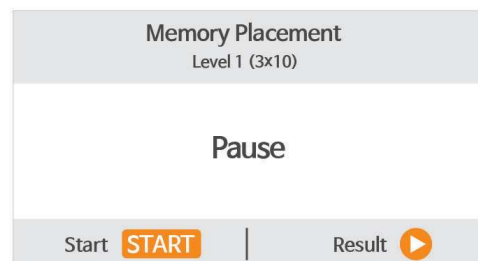 Memory Placement
Level 1 (3x10)
Pause
Start START Result